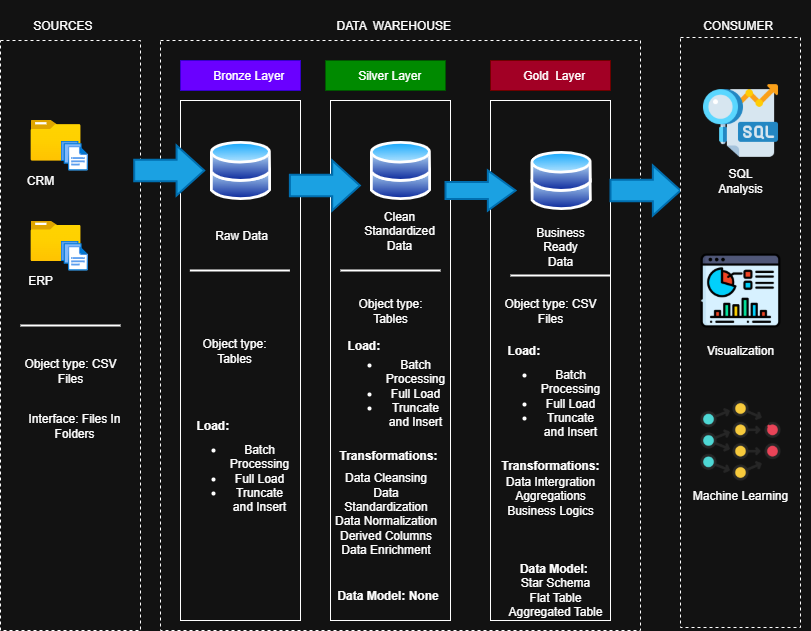 SOURCES
DATA WAREHOUSE
CONSUMER
Bronze Layer
Silver Layer
Gold Layer
CRM
ERP
Object type: CSV
Files
Interface: Files In
Folders
Raw Data
Object type:
Tables
Load:
• Batch
Processing
• Full Load
• Truncate
and Insert
Clean
Standardized
Data
Object type:
Tables
Load:
• Batch
Processing
• Full Load
• Truncate
and Insert
Transformations:
Data Cleansing
Data
Standardization
Data Normalization
Derived Columns
Data Enrichment
Data Model: None
Business
Ready
Data
Object type: CSV
Files
Load:
• Batch
Processing
• Full Load
• Truncate
and Insert
Transformations:
Data Intergration
Aggregations
Business Logics
Data Model:
Star Schema
Flat Table
Aggregated Table
SQL
SQL
Analysis
Visualization
Machine Learning